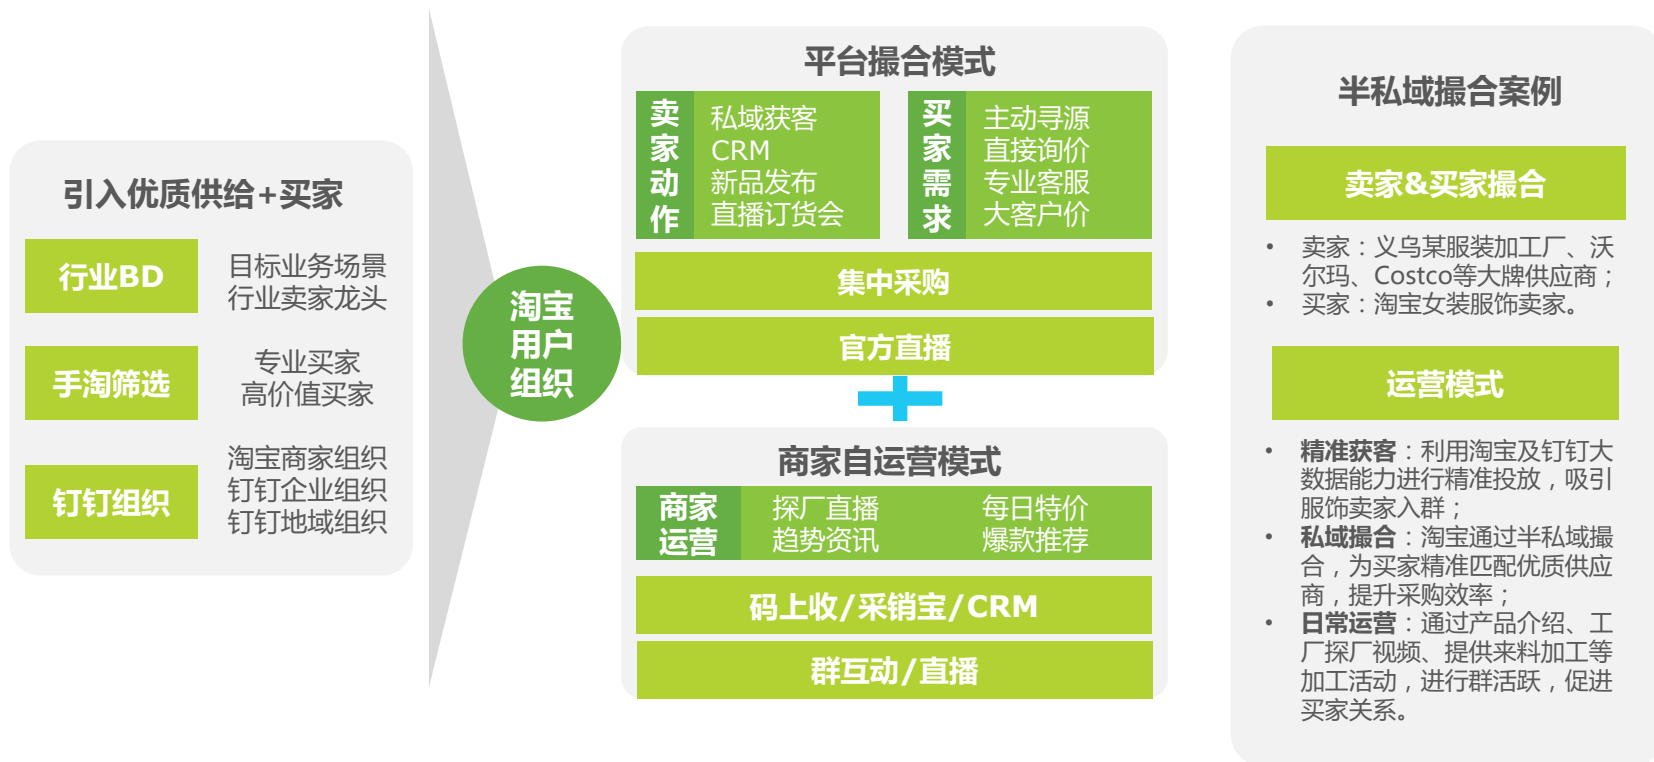 引入优质供给+买家
行业BD
目标业务场景
行业卖家龙头
手淘筛选
专业买家
高价值买家
钉钉组织
淘宝商家组织
钉钉企业组织
钉钉地域组织
淘宝
用户
组织
平台撮合模式
卖家动作
私域获客
CRM
新品发布
直播订货会
买家需求
主动寻源
直接询价
专业客服
大客户价
集中采购
官方直播
商家自运营模式
商家
运营
探厂直播
每日特价
趋势资讯
爆款推荐
码上收/采销宝/CRM
群互动/直播
半私域撮合案例
卖家&买家撮合
• 卖家：义乌某服装加工厂、沃
尔玛、Costco等大牌供应商；
• 买家：淘宝女装服饰卖家。
运营模式
• 精准获客：利用淘宝及钉钉大
数据能力进行精准投放，吸引
服饰卖家入群；
• 私域撮合：淘宝通过半私域撮
合，为买家精准匹配优质供应
商，提升采购效率；
• 日常运营：通过产品介绍、工
厂探厂视频、提供来料加工等
加工活动，进行群活跃，促进
买家关系。